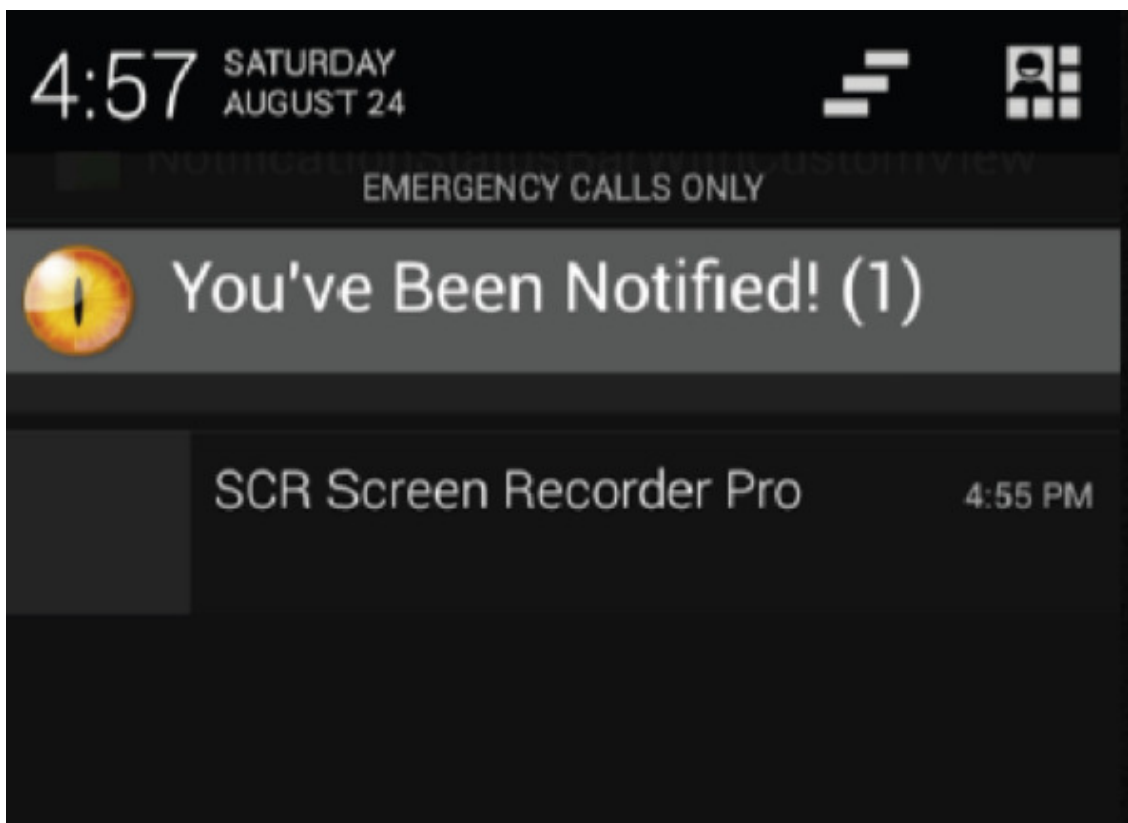 4:57 SATURDAY
AUGUST 24
NotificationStatusBarWithCustomView
EMERGENCY CALLS ONLY
You've Been Notified! (1)
SCR Screen Recorder Pro 4:55 PM